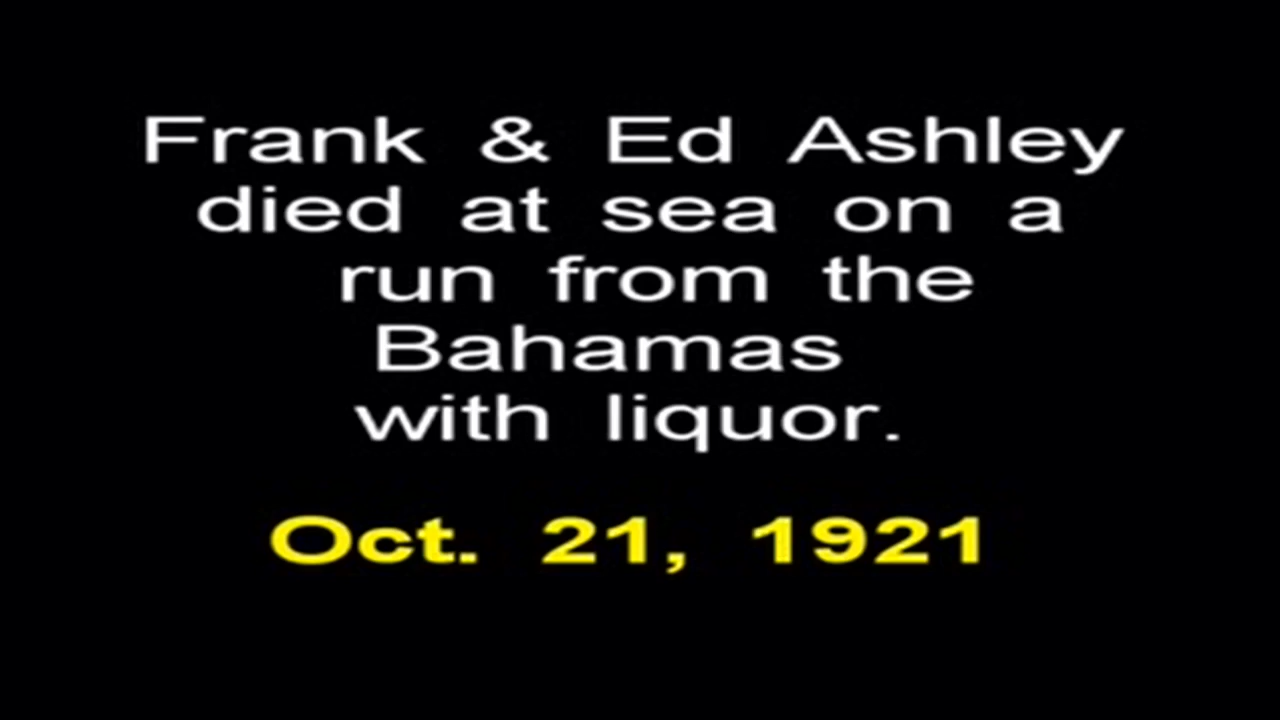 Frank & Ed Ashley
died at sea on a
run from the
Bahamas
with liquor.
Oct. 21, 1921